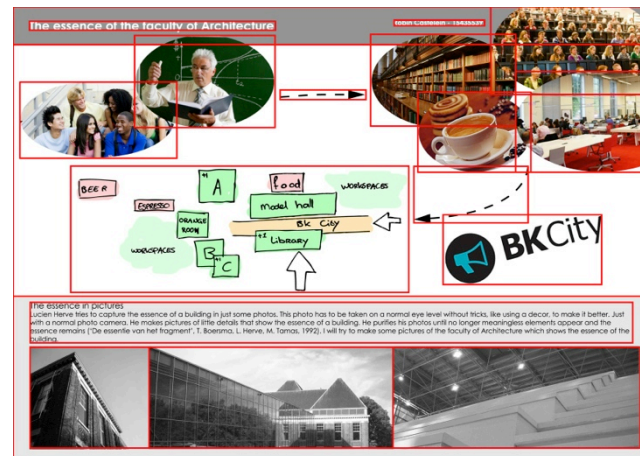 The essence of the faculty of Architecture
BEER
+1
A
food
WORKSPACES
ESPRESSO
model hall
ORANGE
ROOM
BK City
WORKSPACES
+1 Library
B
+1
C
BKCity
The essence in pictures
Lucien Herve tries to capture the essence of a building in just some photos. This photo has to be taken on a normal eye level without tricks, like using a decor, to make it better. Just
with a normal photo camera. He makes pictures of little details that show the essence of a building. He purifies his photos until no longer meaningless elements appear and the
essence remains ('De essentie van het fragment', T. Boersma, L. Herve, M. Tamas, 1992). I will try to make some pictures of the faculty of Architecture which shows the essence of the
building.